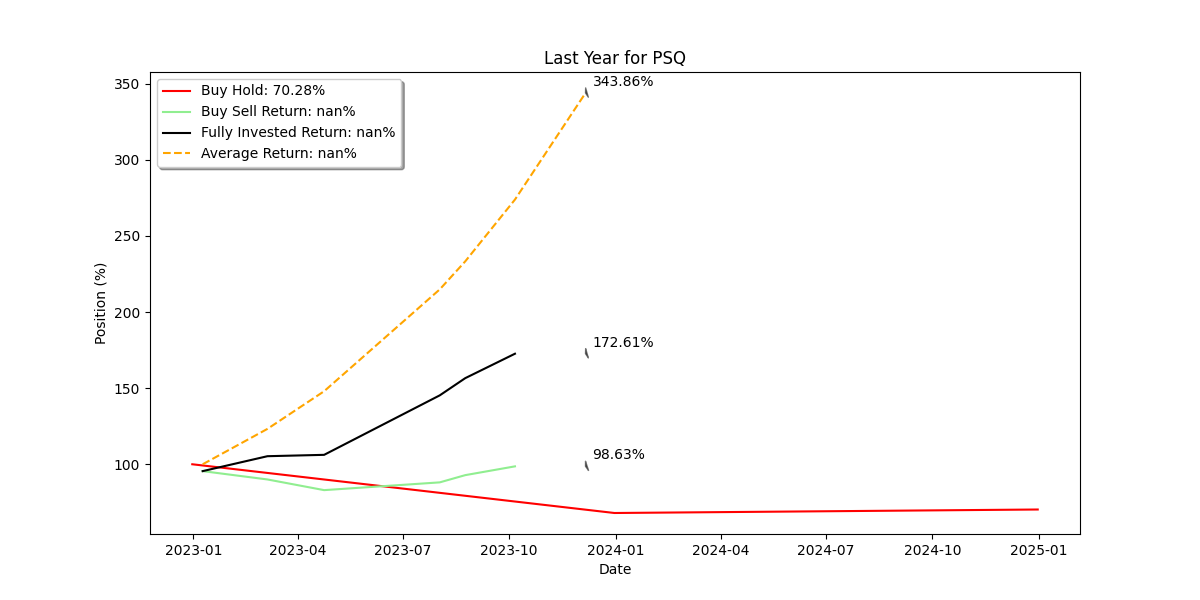 Last Year for PSQ
350
300
250
200
150
100
Position (%)
Buy Hold: 70.28%
Buy Sell Return: nan%
Fully Invested Return: nan%
Average Return: nan%
343.86%
172.61%
98.63%
2023-01
2023-04
2023-07
2023-10
2024-01
2024-04
2024-07
2024-10
2025-01
Date